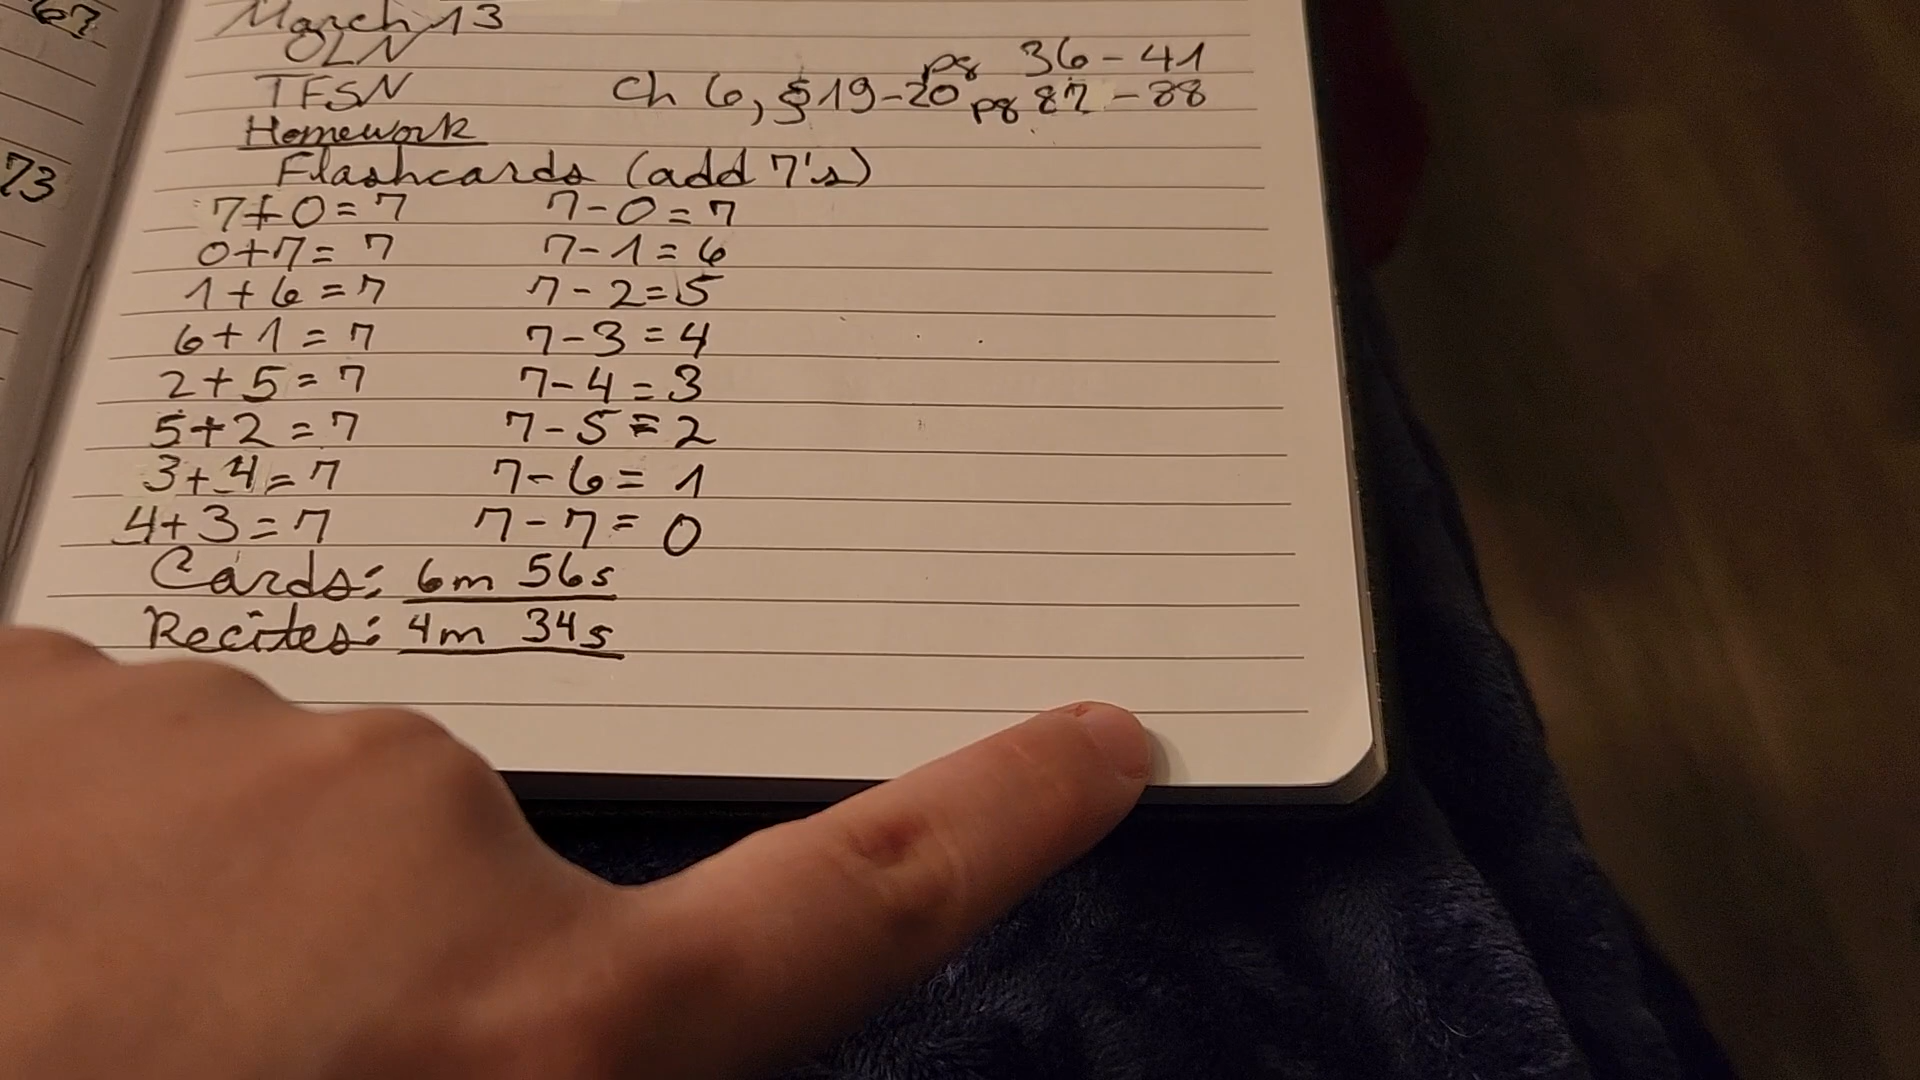 67
73
March 13
OLN pg 36-41
TFSN Ch 6, §19-20 pg 87-88
Homework
Flashcards (add 7's)
7+0=7 7-0=7
0+7=7 7-1=6
1+6=7 7-2=5
6+1=7 7-3=4
2+5=7 7-4=3
5+2=7 7-5=2
3+4=7 7-6=1
4+3=7 7-7=0
Cards: 6m 56s
Recites: 4m 34s